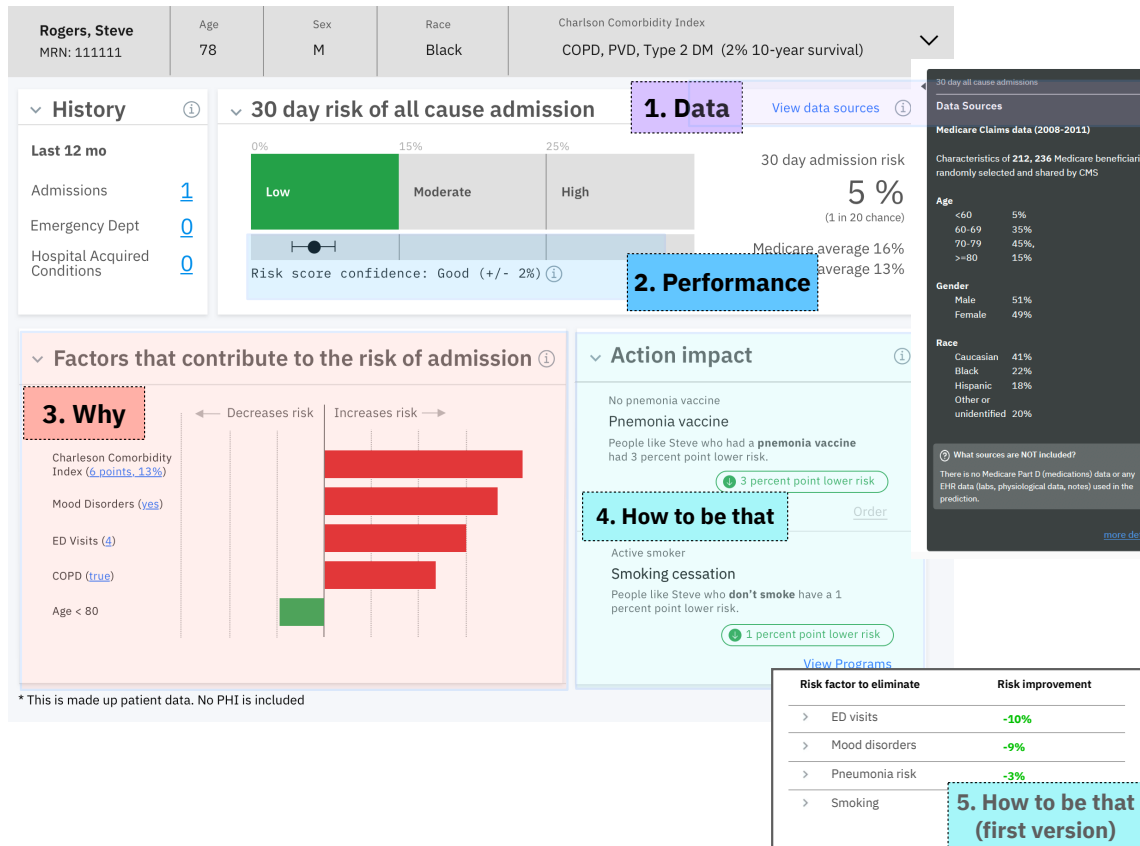 Rogers, Steve
MRN: 111111
Age
78
Sex
M
Race
Black
Charlson Comorbidity Index
COPD, PVD, Type 2 DM (2% 10-year survival)
History
Last 12 mo
Admissions 1
Emergency Dept 0
Hospital Acquired
Conditions 0
30 day risk of all cause admission
1. Data
View data sources
0% 15% 25%
Low Moderate High
Risk score confidence: Good (+/- 2%)
30 day admission risk
5 %
(1 in 20 chance)
Medicare average 16%
average 13%
2. Performance
30 day all cause admissions
Data Sources
Medicare Claims data (2008-2011)
Characteristics of 212, 236 Medicare beneficiari
randomly selected and shared by CMS
Age
<60 5%
60-69 35%
70-79 45%,
>=80 15%
Gender
Male 51%
Female 49%
Race
Caucasian 41%
Black 22%
Hispanic 18%
Other or
unidentified 20%
What sources are NOT included?
There is no Medicare Part D (medications) data or any
EHR data (labs, physiological data, notes) used in the
prediction.
more de
Factors that contribute to the risk of admission
3. Why
Decreases risk Increases risk
Charleson Comorbidity
Index (6 points, 13%)
Mood Disorders (yes)
ED Visits (4)
COPD (true)
Age < 80
Action impact
No pnemonia vaccine
Pnemonia vaccine
People like Steve who had a pnemonia vaccine
had 3 percent point lower risk.
3 percent point lower risk
Order
4. How to be that
Active smoker
Smoking cessation
People like Steve who don't smoke have a 1
percent point lower risk.
1 percent point lower risk
View Programs
* This is made up patient data. No PHI is included
Risk factor to eliminate Risk improvement
ED visits -10%
Mood disorders -9%
Pneumonia risk -3%
Smoking
5. How to be that
(first version)